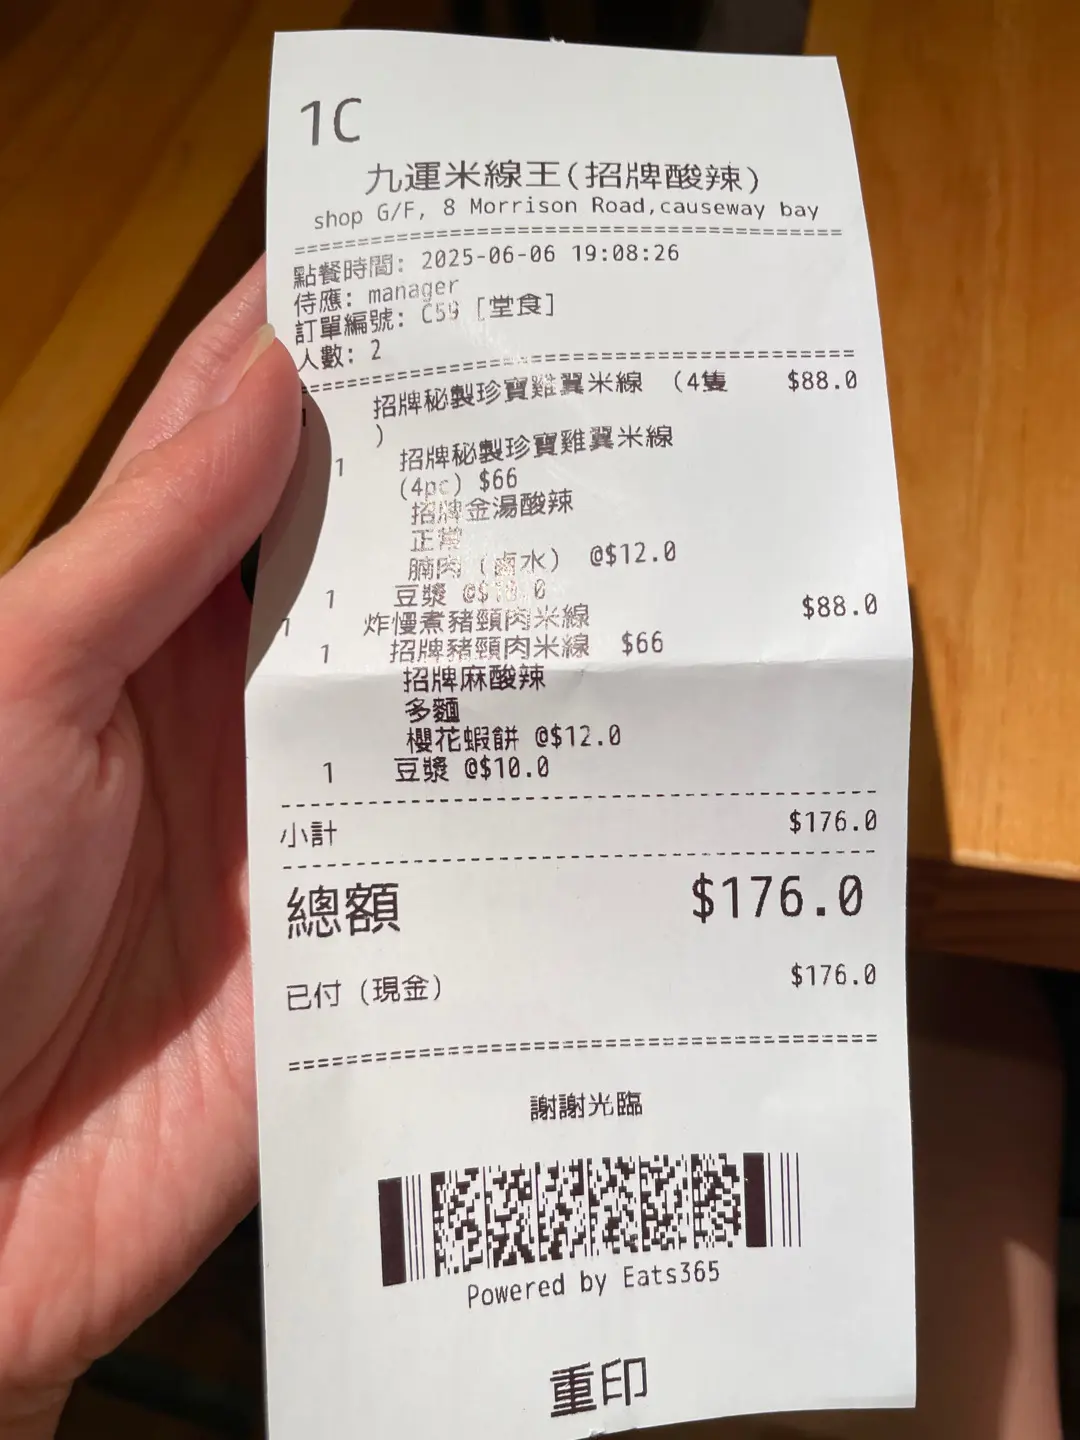 1C
九運米線王(招牌酸辣)
shop G/F, 8 Morrison Road,causeway bay
點餐時間: 2025-06-06 19:08:26
侍應: manager
訂單編號: C59 [堂食]
人數: 2
1 招牌秘製珍寶雞翼米線 (4隻 $88.0
)
1 招牌秘製珍寶雞翼米線
(4pc) $66
招牌金湯酸辣
正常
腩肉 (鹵水) @$12.0
1 豆漿 @$10.0
1 炸慢煮豬頸肉米線 $88.0
1 招牌豬頸肉米線 $66
招牌麻酸辣
多麵
櫻花蝦餅 @$12.0
1 豆漿 @$10.0
小計 $176.0
總額 $176.0
已付 (現金) $176.0
謝謝光臨
Powered by Eats365
重印